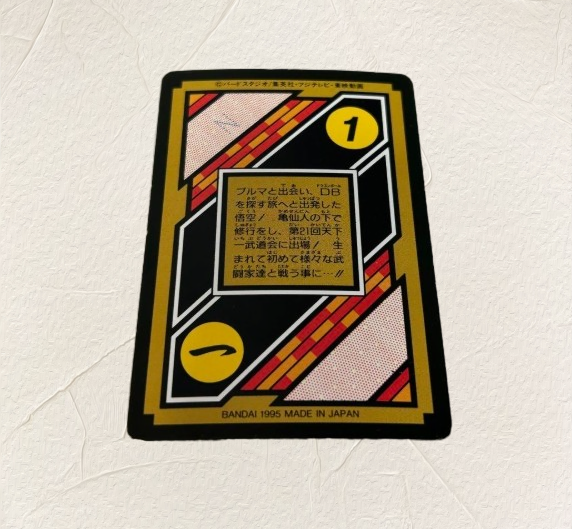 ©バードスタジオ/集英社・フジテレビ・東映動画
1
ブルマと出会い、DB
を探す旅へと出発した
悟空! 亀仙人の下で
修行をし、第21回天下
一武道会に出場! 生
まれて初めて様々な武
闘家達と戦う事に…!!
一
BANDAI 1995 MADE IN JAPAN